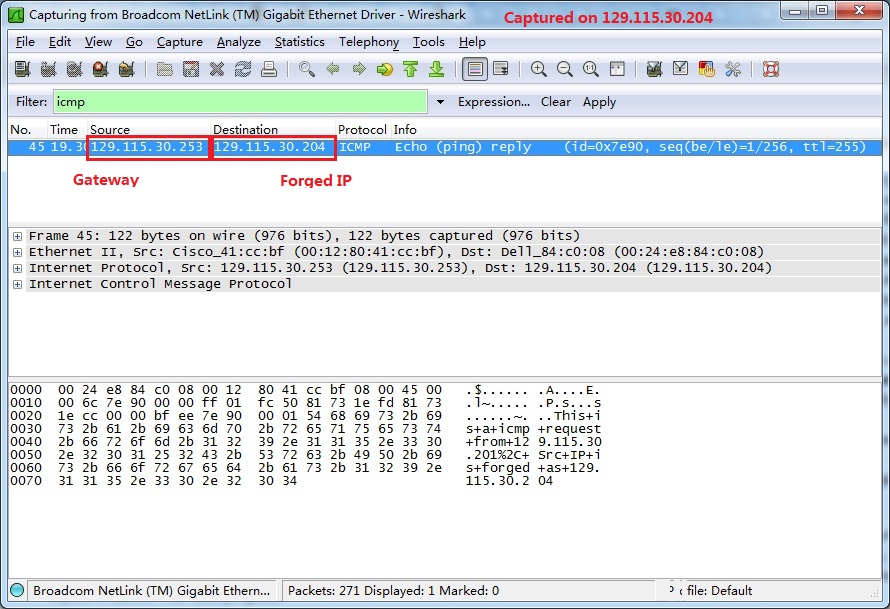 Capturing from Broadcom NetLink (TM) Gigabit Ethernet Driver - Wireshark
Captured on 129.115.30.204
File Edit View Go Capture Analyze Statistics Telephony Tools Help
Filter: icmp Expression... Clear Apply
No. Time Source Destination Protocol Info
45 19.30 129.115.30.253 129.115.30.204 ICMP Echo (ping) reply (id=0x7e90, seq(be/le)=1/256, ttl=255)
Gateway Forged IP
Frame 45: 122 bytes on wire (976 bits), 122 bytes captured (976 bits)
Ethernet II, Src: Cisco_41:cc:bf (00:12:80:41:cc:bf), Dst: Dell_84:c0:08 (00:24:e8:84:c0:08)
Internet Protocol, Src: 129.115.30.253 (129.115.30.253), Dst: 129.115.30.204 (129.115.30.204)
Internet Control Message Protocol
0000 00 24 e8 84 c0 08 00 12 80 41 cc bf 08 00 45 00 .$...... .A....E.
0010 00 6c 7e 90 00 00 ff 01 fc 50 81 73 1e fd 81 73 .l~..... .P.s...s
0020 1e cc 00 00 bf ee 7e 90 00 01 54 68 69 73 2b 69 ......~. ..This+i
0030 73 2b 61 2b 69 63 6d 70 2b 72 65 71 75 65 73 74 s+a+icmp +request
0040 2b 66 72 6f 6d 2b 31 32 39 2e 31 31 35 2e 33 30 +from+12 9.115.30
0050 2e 32 30 31 25 32 43 2b 53 72 63 2b 49 50 2b 69 .201%2C+ Src+IP+i
0060 73 2b 66 6f 72 67 65 64 2b 61 73 2b 31 32 39 2e s+forged +as+129.
0070 31 31 35 2e 33 30 2e 32 30 34 115.30.2 04
Broadcom NetLink (TM) Gigabit Ethern... Packets: 271 Displayed: 1 Marked: 0 file: Default